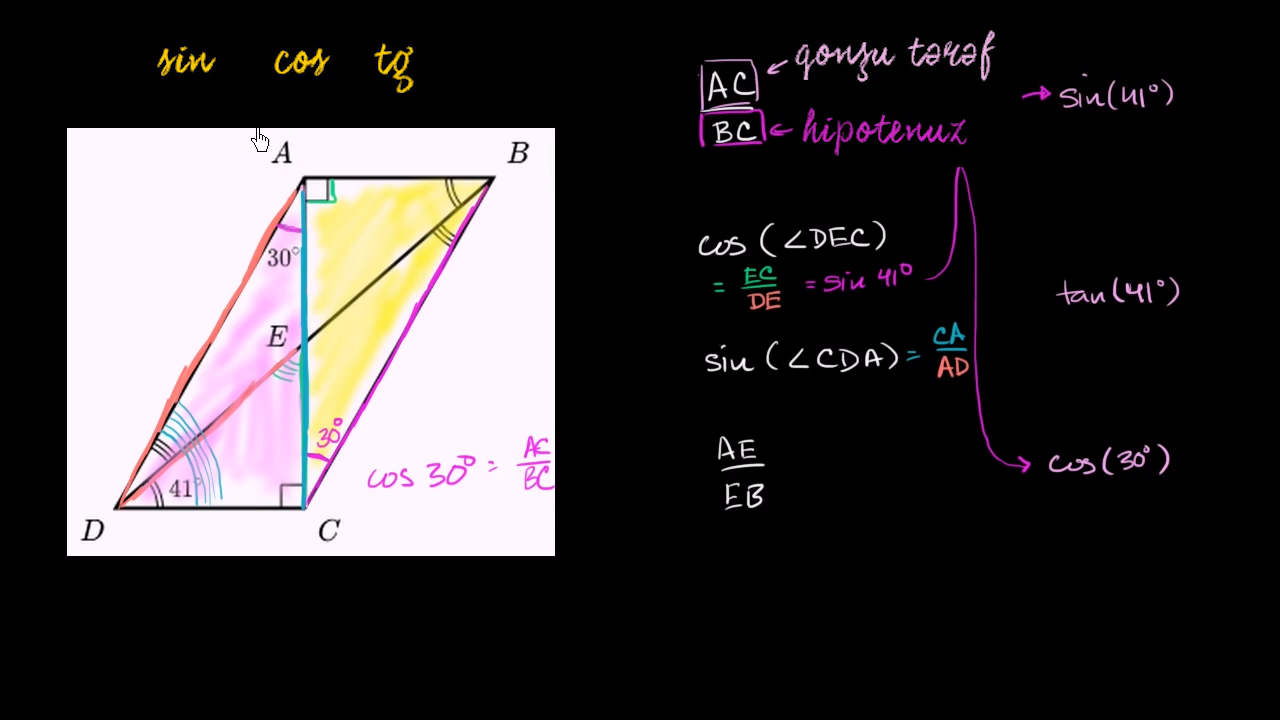 sin cos tg
AC ← qonşu tərəf
BC ← hipotenuz
→ sin(41°)
A B
30°
E
30°
41°
D C
cos 30° = AC/BC
cos (∠DEC)
= EC/DE = sin 41°
tan(41°)
sin (∠CDA) = CA/AD
AE
EB
cos(30°)